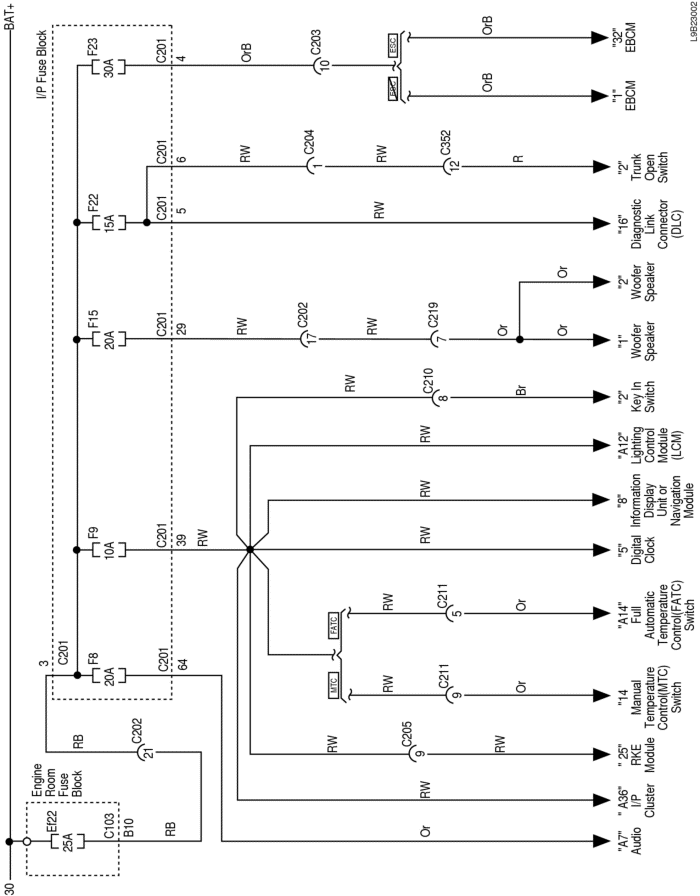 30
BAT+
Engine
Room
Fuse
Block
Ef22
25A
C103
B10
RB
RB
C202
21
3
C201
I/P Fuse Block
F8
20A
C201
64
F9
10A
C201
39
RW
F15
20A
C201
29
RW
C202
17
RW
C219
7
Or
Or
Or
F22
15A
C201
5
C201
6
RW
C204
1
RW
C352
12
R
RW
F23
30A
C201
4
OrB
C203
10
ESC
ESC
OrB
OrB
RW
C210
8
Br
RW
RW
RW
FATC
RW
C211
5
Or
MTC
RW
C211
9
Or
RW
C205
9
RW
RW
Or
"A7"
Audio
" A36"
I/P
Cluster
" 25"
RKE
Module
"14
Manual
Temperature
Control(MTC)
Switch
"A14"
Full
Automatic
Temperature
Control(FATC)
Switch
"5"
Digital
Clock
"8"
Information
Display
Unit or
Navigation
Module
"A12"
Lighting
Control
Module
(LCM)
"2"
Key In
Switch
"1"
Woofer
Speaker
"2"
Woofer
Speaker
"16"
Diagnostic
Link
Connector
(DLC)
"2"
Trunk
Open
Switch
"1"
EBCM
"32"
EBCM
L9B23002